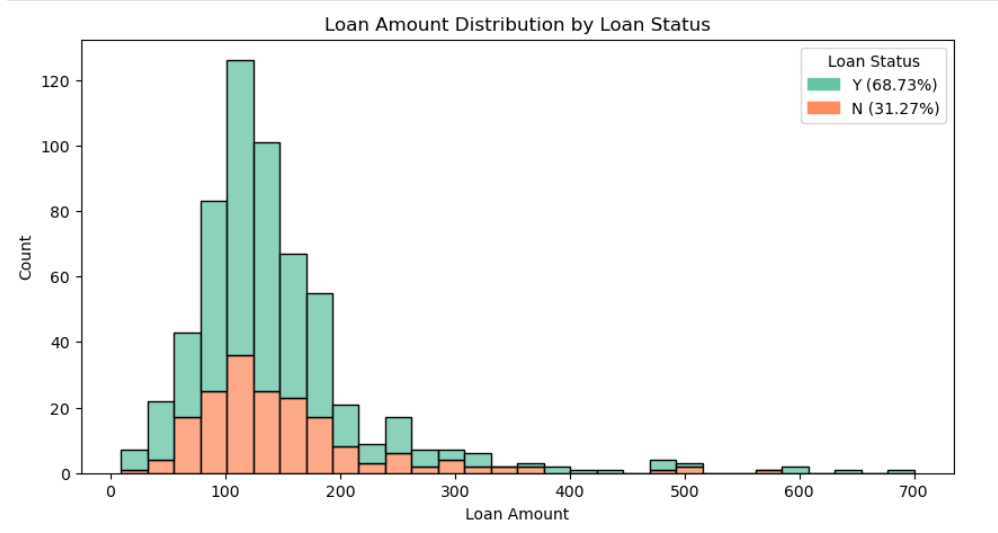 Loan Amount Distribution by Loan Status
Loan Status
Y (68.73%)
N (31.27%)
120
100
80
60
40
20
0
Count
0 100 200 300 400 500 600 700
Loan Amount